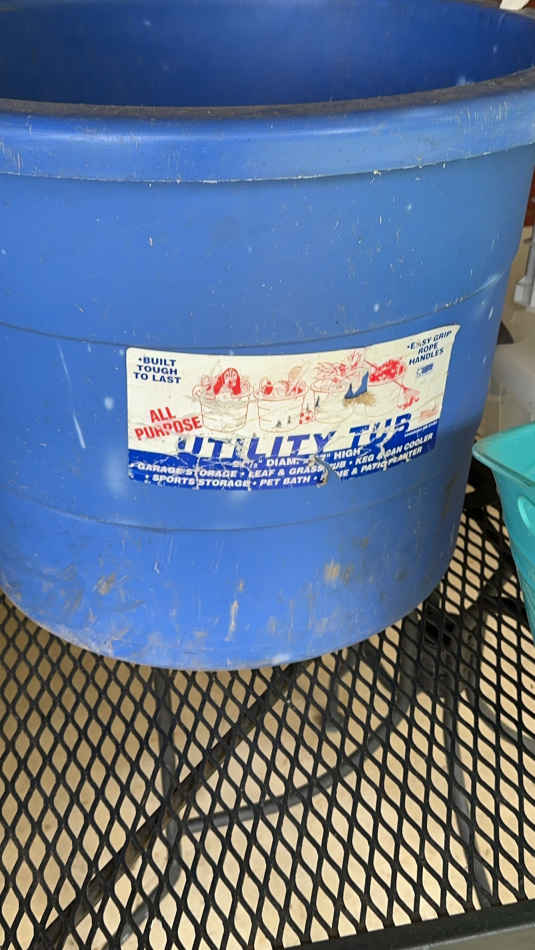 •BUILT
TOUGH
TO LAST
•EASY GRIP
ROPE
HANDLES
ALL
PURPOSE
UTILITY TUB
DIAM. HIGH
• GARAGE STORAGE • LEAF & GRASS TUB • KEG & CAN COOLER
• SPORTS STORAGE • PET BATH • & PATIO PLANTER